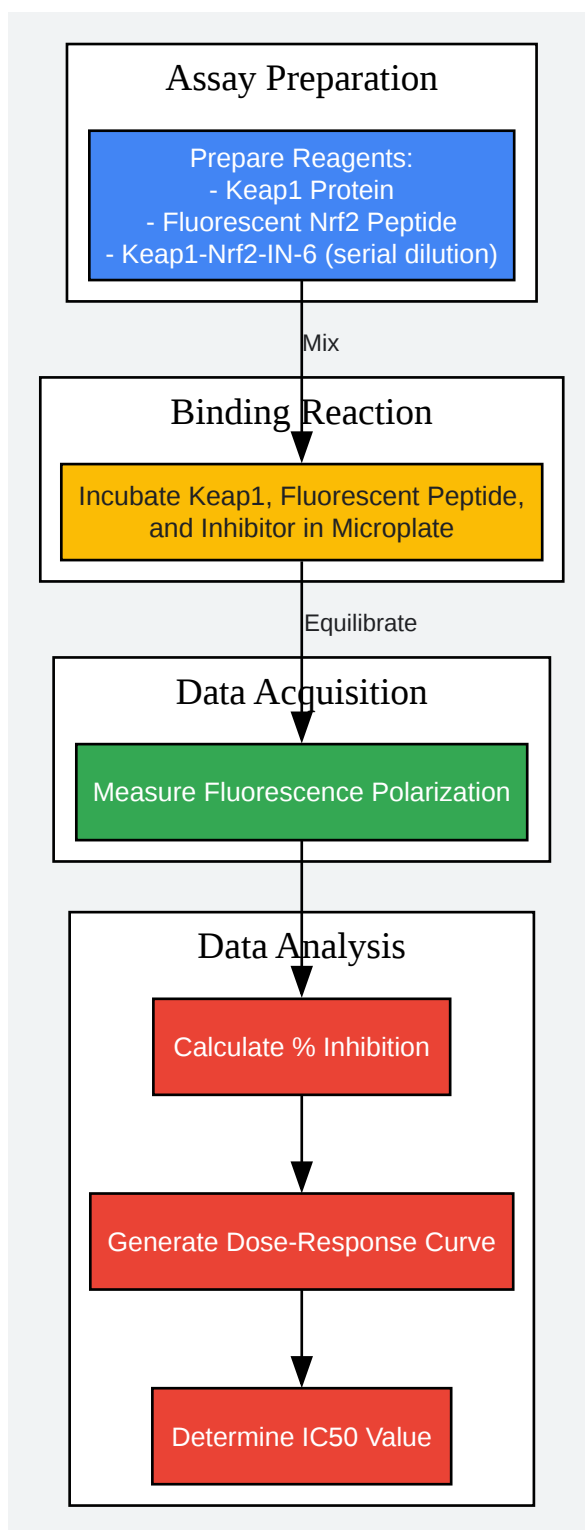 Assay Preparation
Prepare Reagents:
- Keap1 Protein
- Fluorescent Nrf2 Peptide
- Keap1-Nrf2-IN-6 (serial dilution)
Mix
Binding Reaction
Incubate Keap1, Fluorescent Peptide,
and Inhibitor in Microplate
Equilibrate
Data Acquisition
Measure Fluorescence Polarization
Data Analysis
Calculate % Inhibition
Generate Dose-Response Curve
Determine IC50 Value